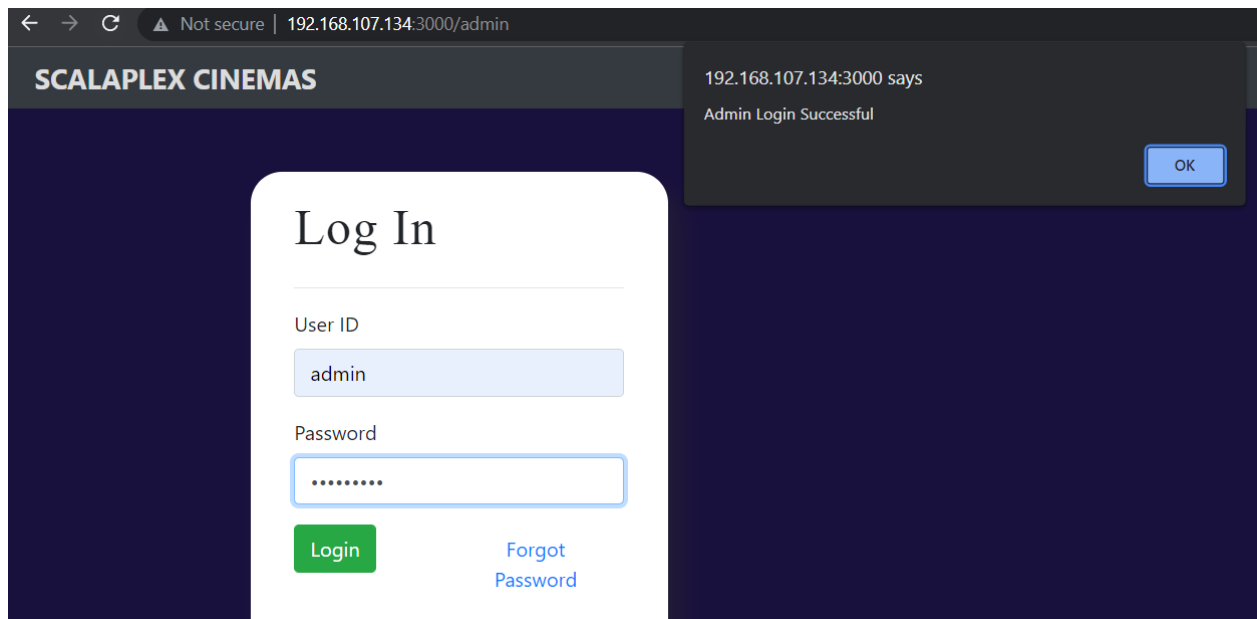 Not secure | 192.168.107.134:3000/admin
SCALAPLEX CINEMAS
192.168.107.134:3000 says
Admin Login Successful
OK
Log In
User ID
admin
Password
•••••••••
Login
Forgot
Password